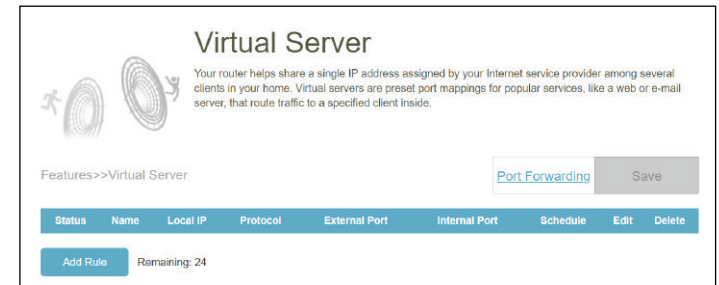 Virtual Server
Your router helps share a single IP address assigned by your Internet service provider among several
clients in your home. Virtual servers are preset port mappings for popular services, like a web or e-mail
server, that route traffic to a specified client inside.
Features>>Virtual Server
Port Forwarding Save
Status Name Local IP Protocol External Port Internal Port Schedule Edit Delete
Add Rule Remaining: 24